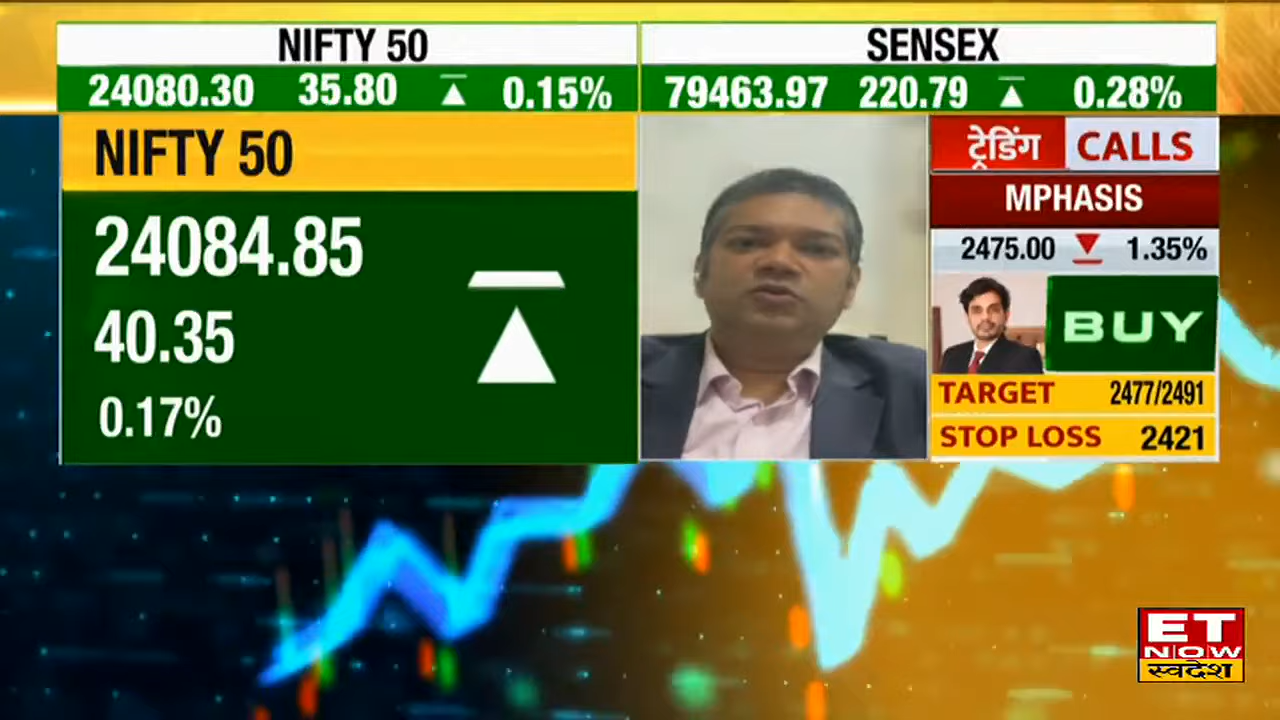 NIFTY 50
24080.30 35.80 0.15%
SENSEX
79463.97 220.79 0.28%
NIFTY 50
24084.85
40.35
0.17%
ट्रेडिंग CALLS
MPHASIS
2475.00 1.35%
BUY
TARGET 2477/2491
STOP LOSS 2421
ET
NOW
स्वदेश